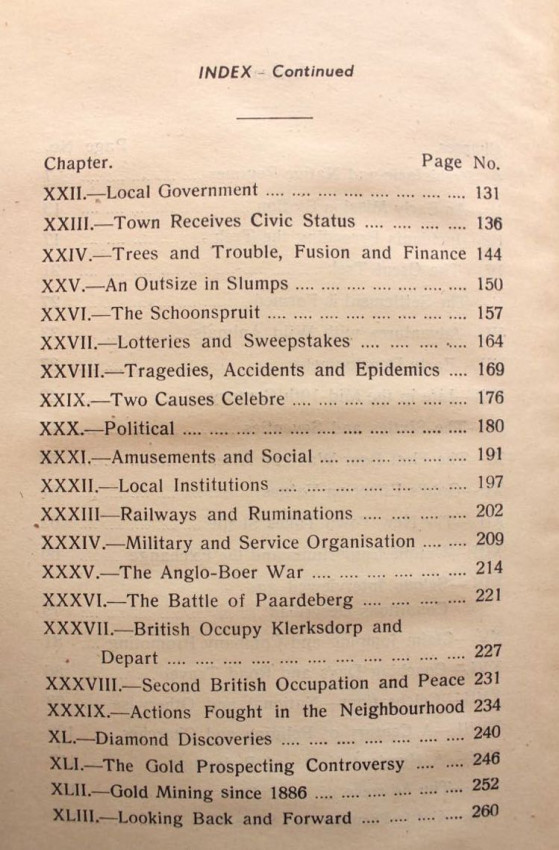 INDEX - Continued
Chapter. Page No.
XXII.—Local Government .... .... .... .... .... .... .... .... 131
XXIII.—Town Receives Civic Status .... .... .... .... 136
XXIV.—Trees and Trouble, Fusion and Finance 144
XXV.—An Outsize in Slumps .... .... .... .... .... .... .... 150
XXVI.—The Schoonspruit .... .... .... .... .... .... .... .... 157
XXVII.—Lotteries and Sweepstakes .... .... .... .... 164
XXVIII.—Tragedies, Accidents and Epidemics .... 169
XXIX.—Two Causes Celebre .... .... .... .... .... .... .... 176
XXX.—Political .... .... .... .... .... .... .... .... .... .... .... 180
XXXI.—Amusements and Social .... .... .... .... .... .... 191
XXXII.—Local Institutions .... .... .... .... .... .... .... 197
XXXIII—Railways and Ruminations .... .... .... .... 202
XXXIV.—Military and Service Organisation .... .... 209
XXXV.—The Anglo-Boer War .... .... .... .... .... .... 214
XXXVI.—The Battle of Paardeberg .... .... .... .... 221
XXXVII.—British Occupy Klerksdorp and
Depart .... .... .... .... .... .... .... .... .... .... .... 227
XXXVIII.—Second British Occupation and Peace 231
XXXIX.—Actions Fought in the Neighbourhood 234
XL.—Diamond Discoveries .... .... .... .... .... .... .... 240
XLI.—The Gold Prospecting Controversy .... .... 246
XLII.—Gold Mining since 1886 .... .... .... .... .... .... 252
XLIII.—Looking Back and Forward .... .... .... .... 260